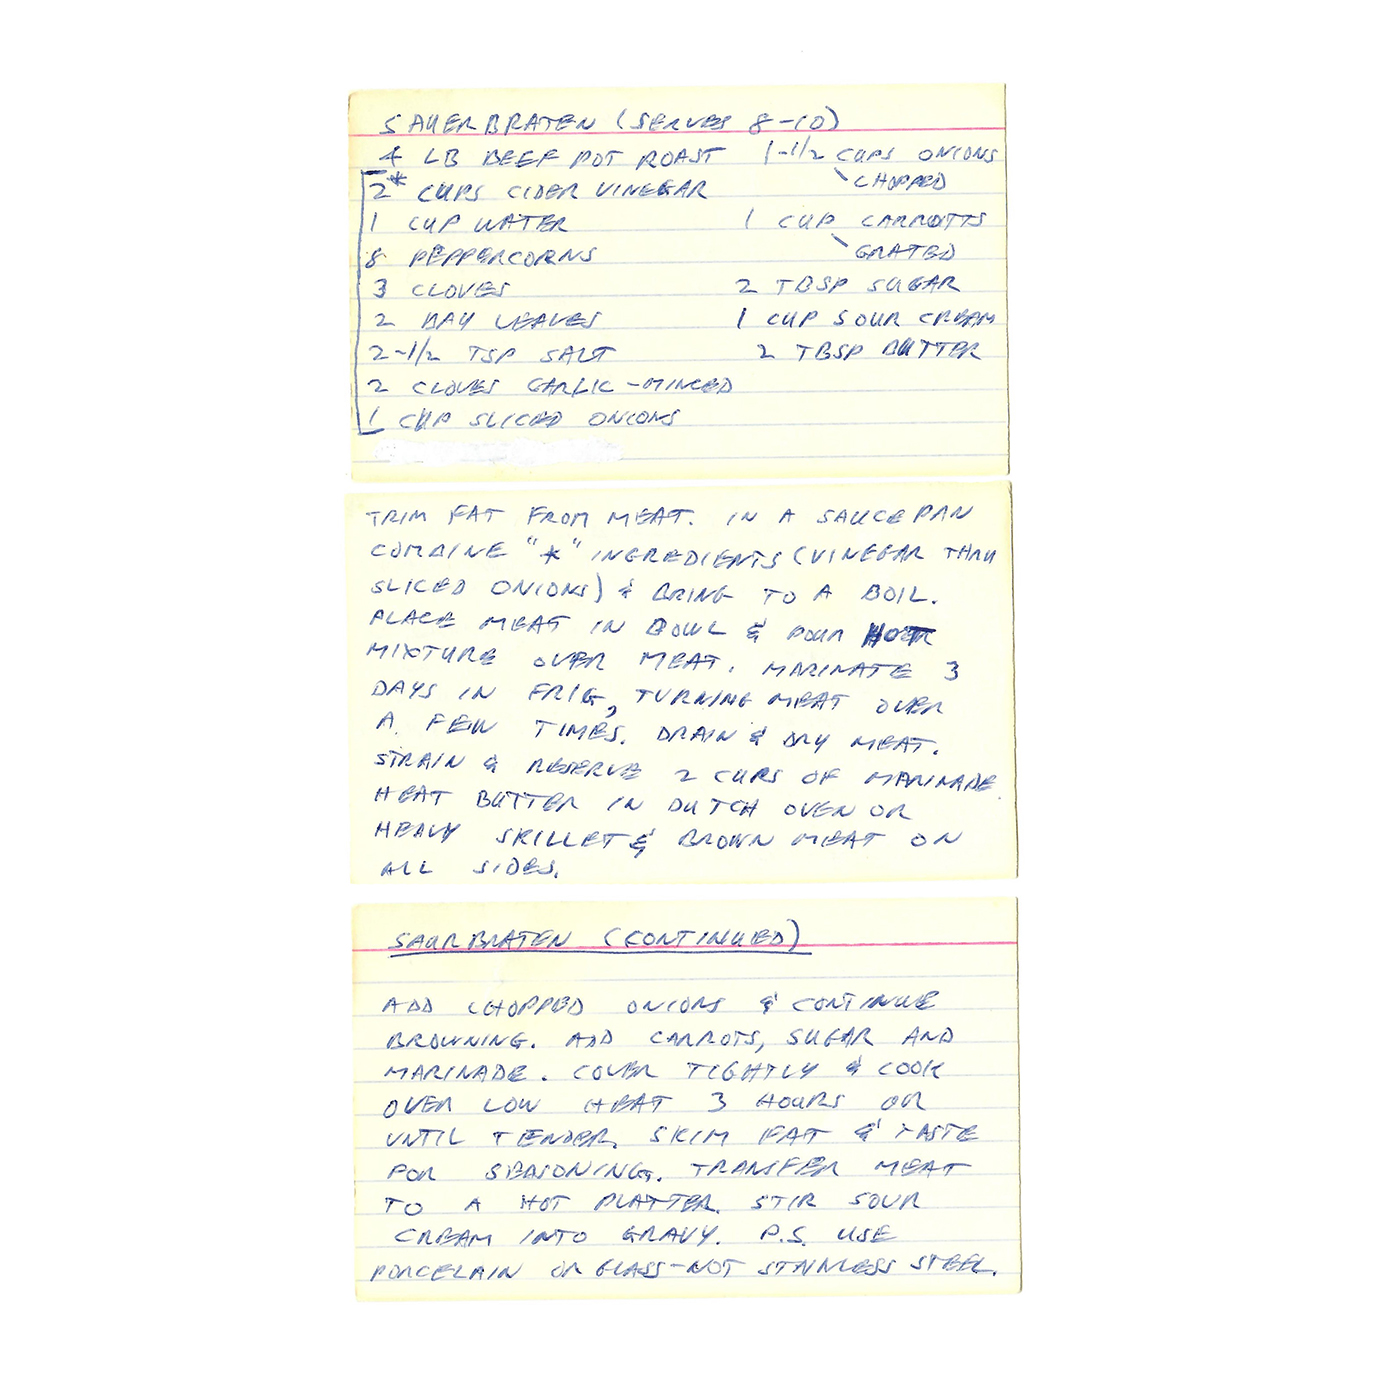 SAUERBRATEN (SERVES 8-10)
4 LB BEEF POT ROAST
2* CUPS CIDER VINEGAR
1 CUP WATER
8 PEPPERCORNS
3 CLOVES
2 BAY LEAVES
2-1/2 TSP SALT
2 CLOVES GARLIC-MINCED
1 CUP SLICED ONIONS
1-1/2 CUPS ONIONS
CHOPPED
1 CUP CARROTTS
GRATED
2 TBSP SUGAR
1 CUP SOUR CREAM
2 TBSP BUTTER
TRIM FAT FROM MEAT. IN A SAUCEPAN
COMBINE "*" INGREDIENTS (VINEGAR THRU
SLICED ONIONS) & BRING TO A BOIL.
PLACE MEAT IN BOWL & POUR HOT
MIXTURE OVER MEAT. MARINATE 3
DAYS IN FRIG, TURNING MEAT OVER
A FEW TIMES. DRAIN & DRY MEAT.
STRAIN & RESERVE 2 CUPS OF MARINADE.
HEAT BUTTER IN DUTCH OVEN OR
HEAVY SKILLET & BROWN MEAT ON
ALL SIDES.
SAURBRATEN (CONTINUED)
ADD CHOPPED ONIONS & CONTINUE
BROWNING. ADD CARROTS, SUGAR AND
MARINADE. COVER TIGHTLY & COOK
OVER LOW HEAT 3 HOURS OR
UNTIL TENDER. SKIM FAT & TASTE
FOR SEASONING. TRANSFER MEAT
TO A HOT PLATTER. STIR SOUR
CREAM INTO GRAVY. P.S. USE
PORCELAIN OR GLASS-NOT STAINLESS STEEL.